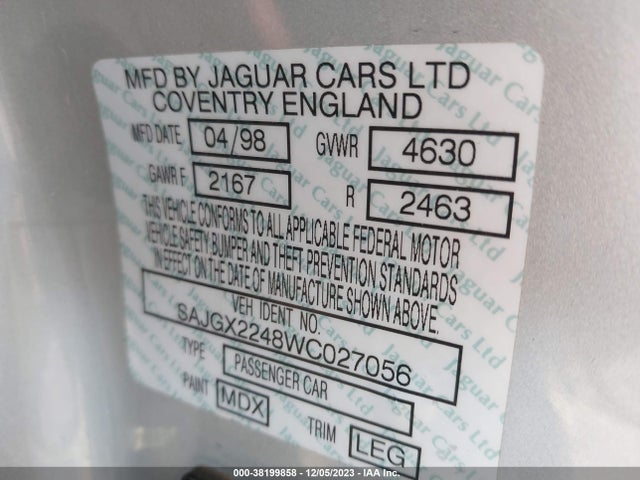 MFD BY JAGUAR CARS LTD
COVENTRY ENGLAND
MFD DATE 04/98 GVWR 4630
GAWR F 2167 R 2463
THIS VEHICLE CONFORMS TO ALL APPLICABLE FEDERAL MOTOR
VEHICLE SAFETY BUMPER AND THEFT PREVENTION STANDARDS
IN EFFECT ON THE DATE OF MANUFACTURE SHOWN ABOVE.
VEH IDENT NO.
SAJGX2248WC027056
TYPE PASSENGER CAR
PAINT MDX TRIM LEG
000-38199858 - 12/05/2023 - IAA Inc.